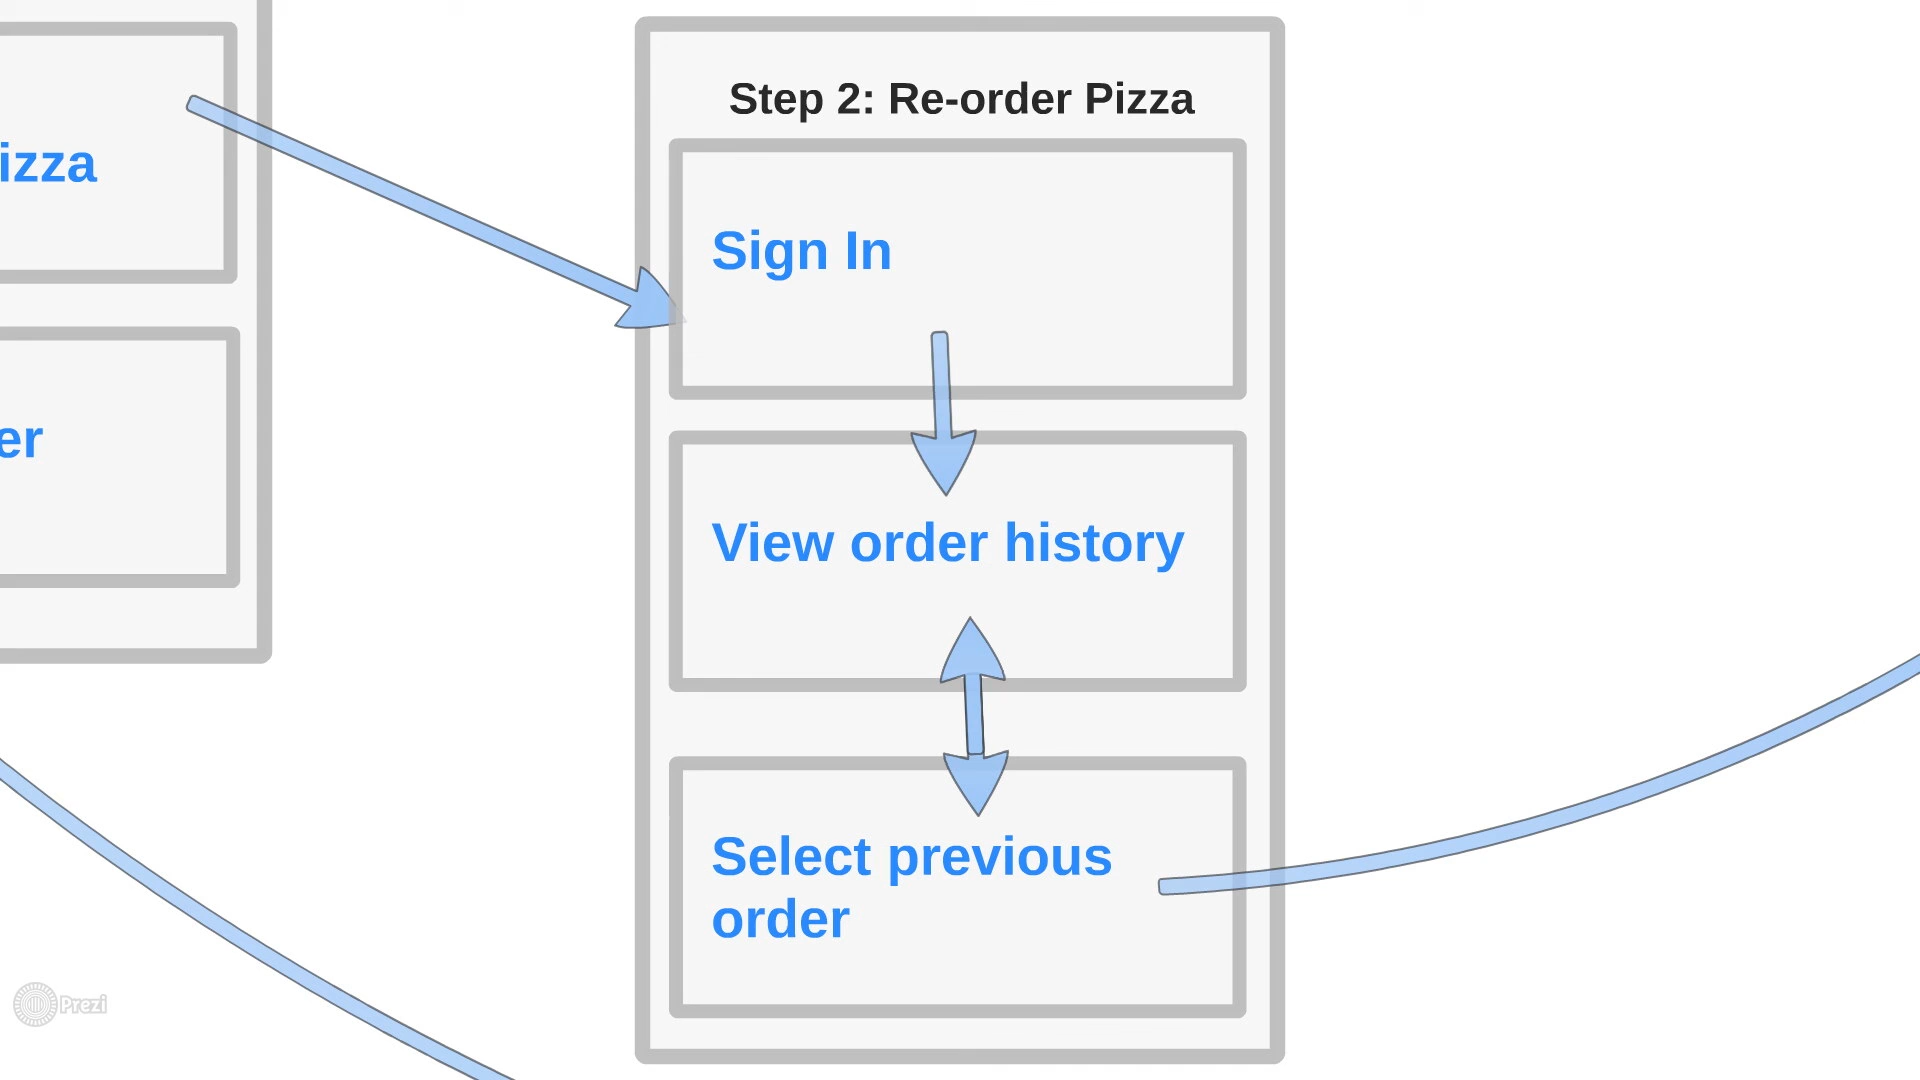 Step 2: Re-order Pizza
izza
Sign In
er
View order history
Select previous
order
Prezi